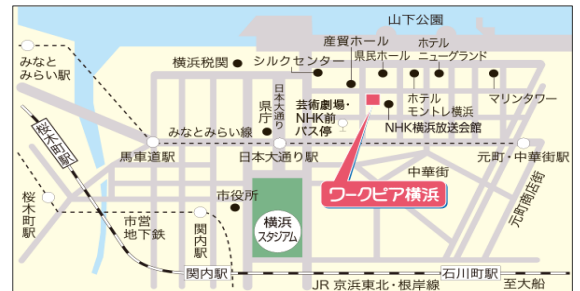 山下公園
産貿ホール
ホテル
ニューグランド
県民ホール
シルクセンター
横浜税関
みなと
みらい駅
日本大通り
県庁
芸術劇場・
NHK前
バス停
ホテル
モントレ横浜
マリンタワー
NHK横浜放送会館
桜木町駅
みなとみらい線
馬車道駅
日本大通り駅
元町・中華街駅
中華街
ワークピア横浜
元町商店街
桜木町駅
市営
地下鉄
市役所
関内駅
横浜
スタジアム
関内駅
石川町駅
JR 京浜東北・根岸線
至大船